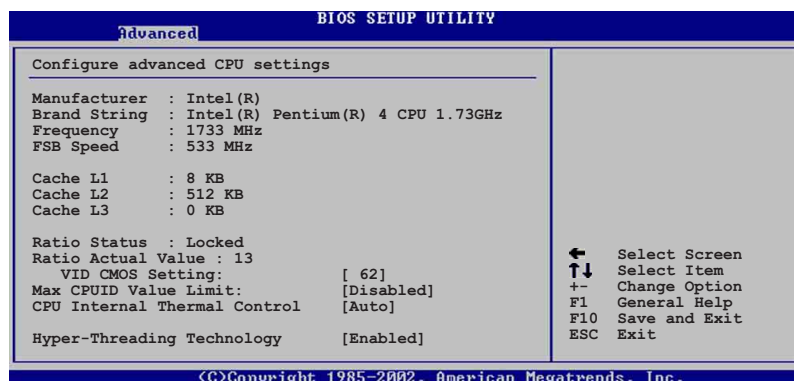 BIOS SETUP UTILITY
Advanced
Configure advanced CPU settings
Manufacturer : Intel(R)
Brand String : Intel(R) Pentium(R) 4 CPU 1.73GHz
Frequency : 1733 MHz
FSB Speed : 533 MHz
Cache L1 : 8 KB
Cache L2 : 512 KB
Cache L3 : 0 KB
Ratio Status : Locked
Ratio Actual Value : 13
VID CMOS Setting: [ 62]
Max CPUID Value Limit: [Disabled]
CPU Internal Thermal Control [Auto]
Hyper-Threading Technology [Enabled]
← Select Screen
↑↓ Select Item
+- Change Option
F1 General Help
F10 Save and Exit
ESC Exit
(C)Copyright 1985-2002, American Megatrends, Inc.